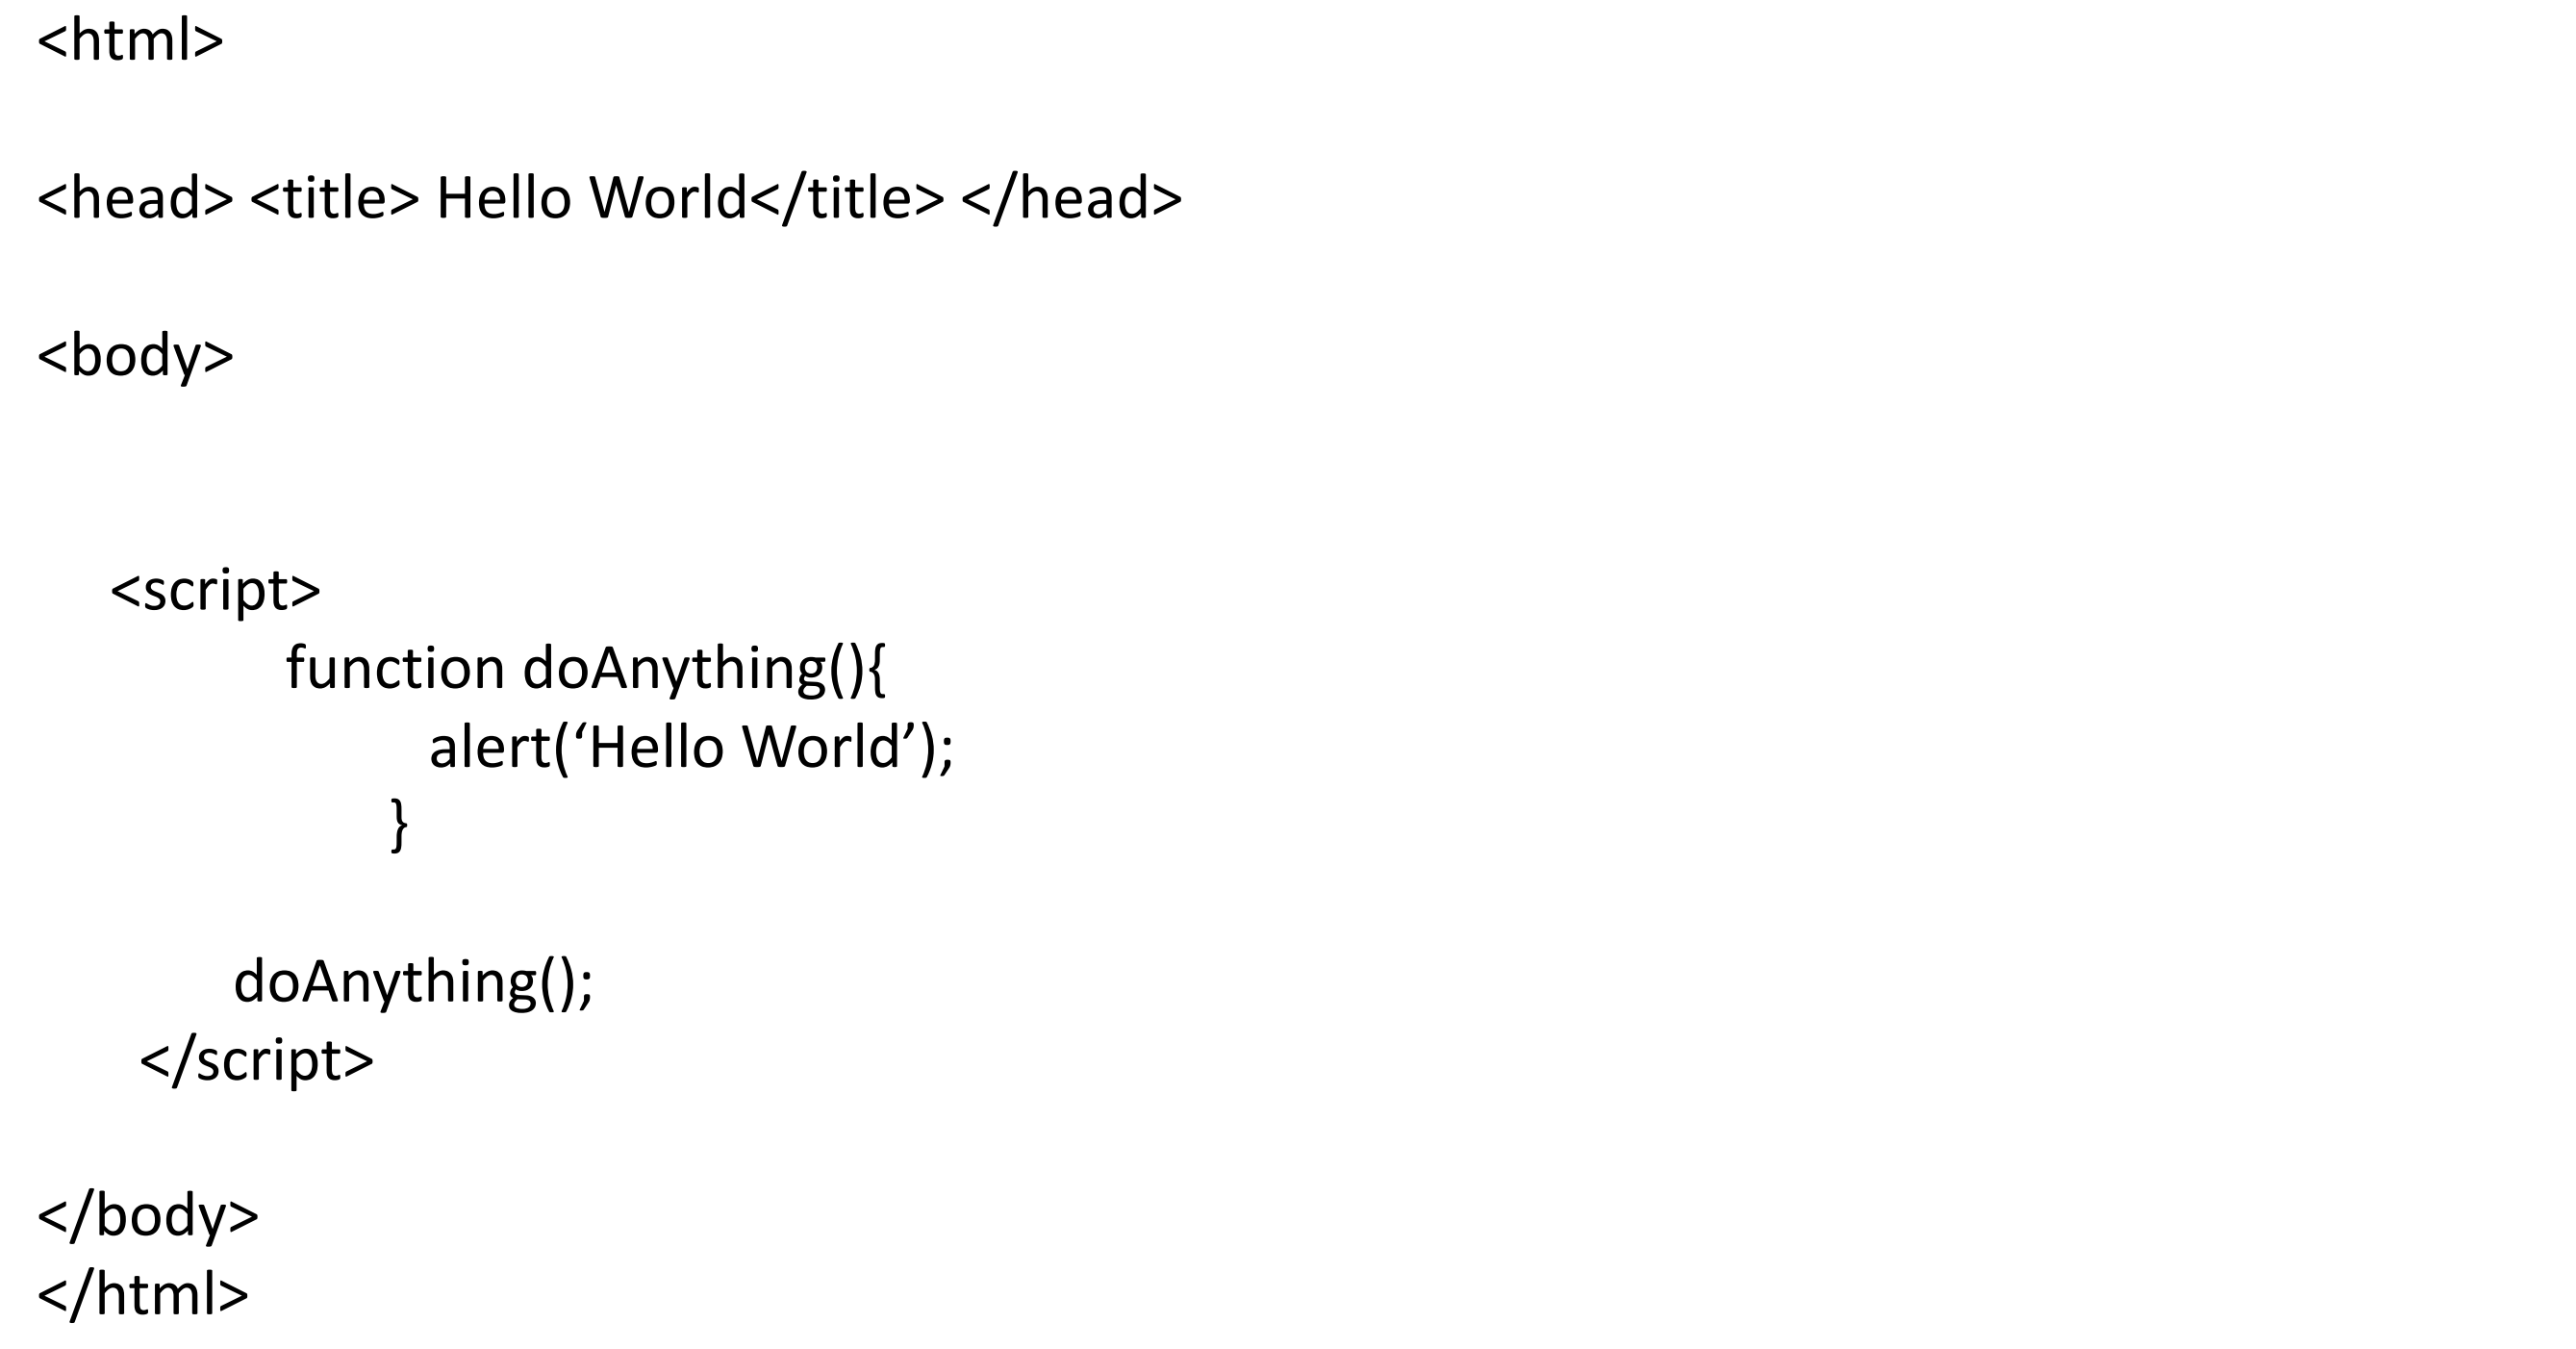 <html>
<head> <title> Hello World</title> </head>
<body>
<script>
function doAnything(){
alert(‘Hello World’);
}
doAnything();
</script>
</body>
</html>